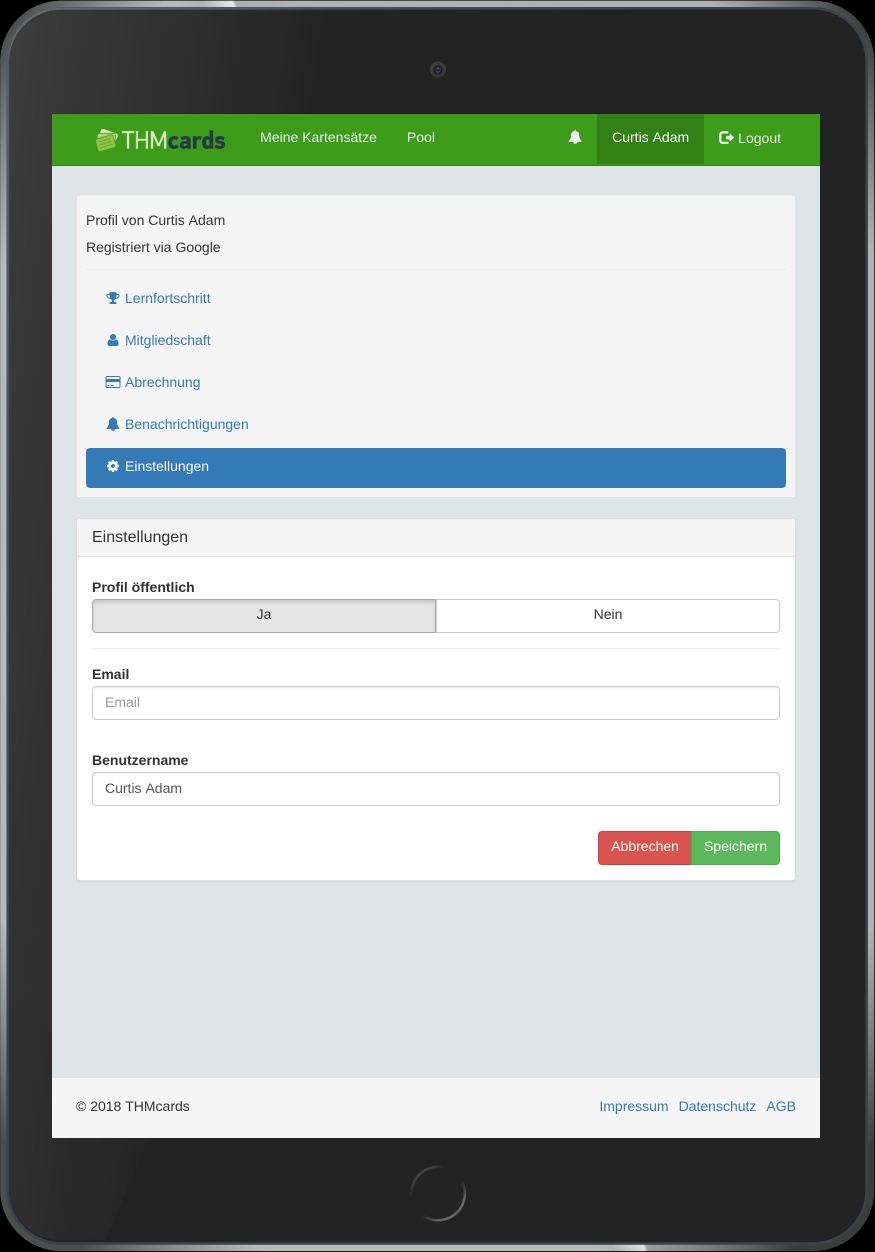 THMcards Meine Kartensätze Pool Curtis Adam Logout
Profil von Curtis Adam
Registriert via Google
Lernfortschritt
Mitgliedschaft
Abrechnung
Benachrichtigungen
Einstellungen
Einstellungen
Profil öffentlich
Ja Nein
Email
Email
Benutzername
Curtis Adam
Abbrechen Speichern
© 2018 THMcards Impressum Datenschutz AGB